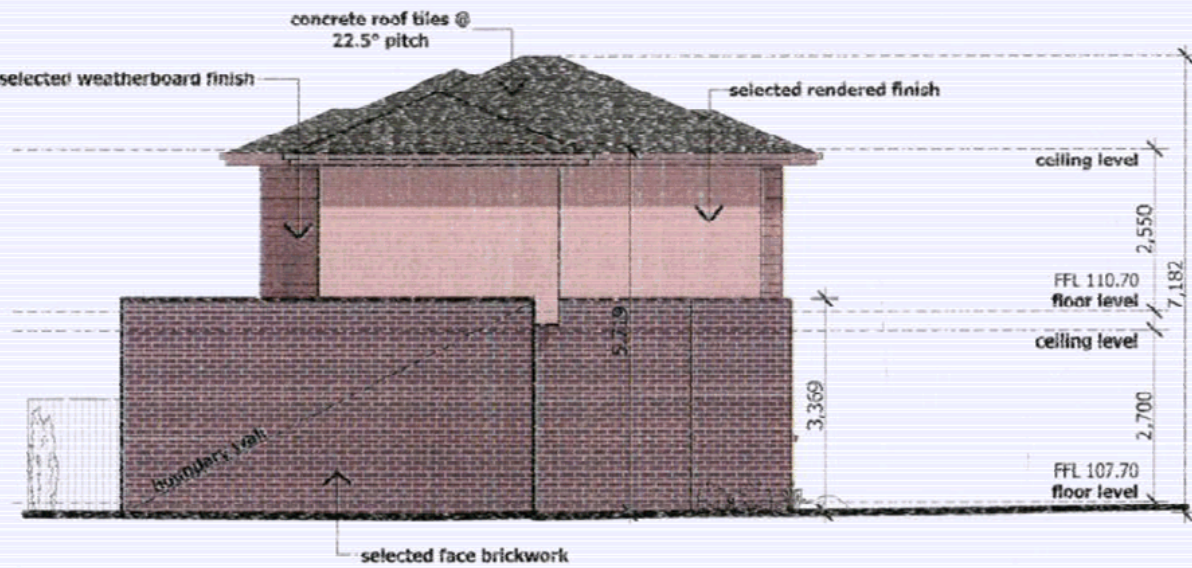 concrete roof tiles @
22.5° pitch
selected weatherboard finish
selected rendered finish
ceiling level
2,550
7,182
FFL 110.70
floor level
ceiling level
3,369
2,700
boundary wall
FFL 107.70
floor level
selected face brickwork